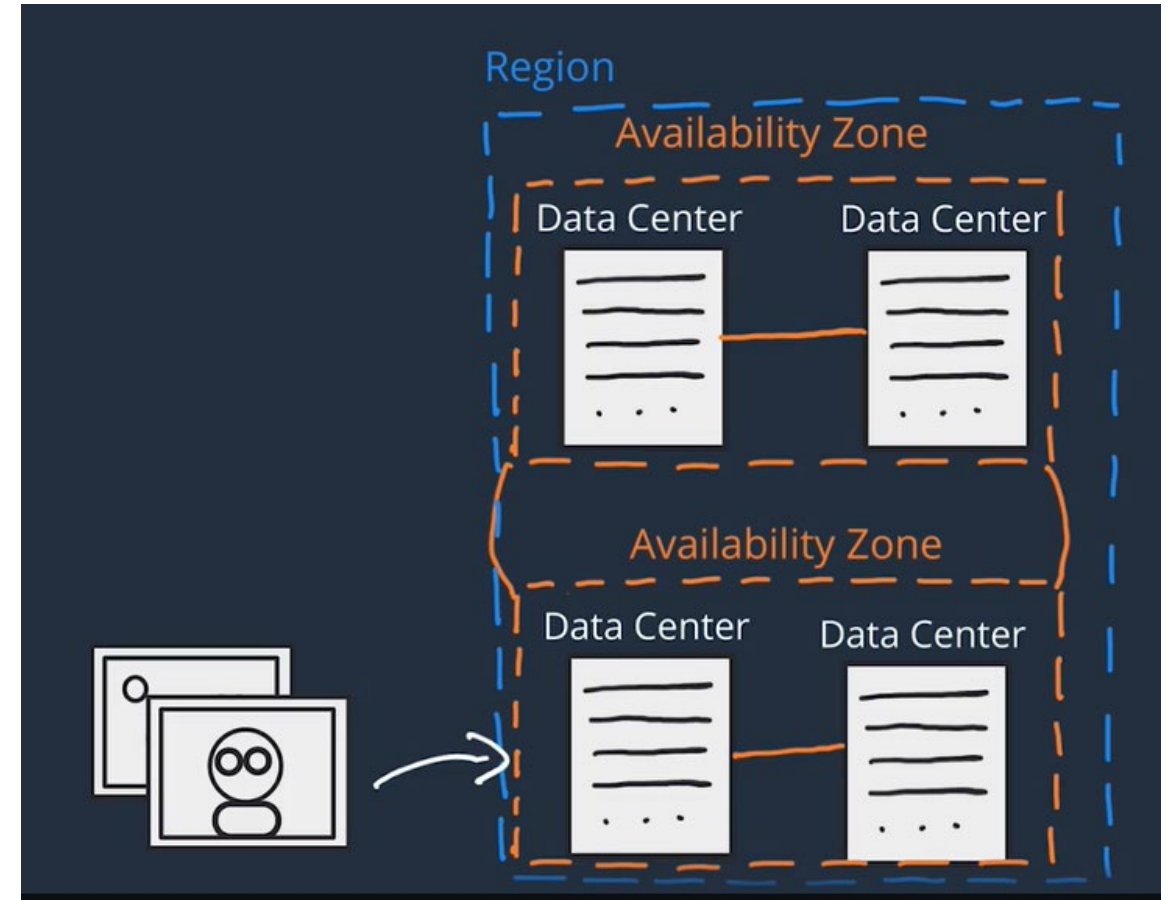 Region
Availability Zone
Data Center Data Center
Availability Zone
Data Center Data Center